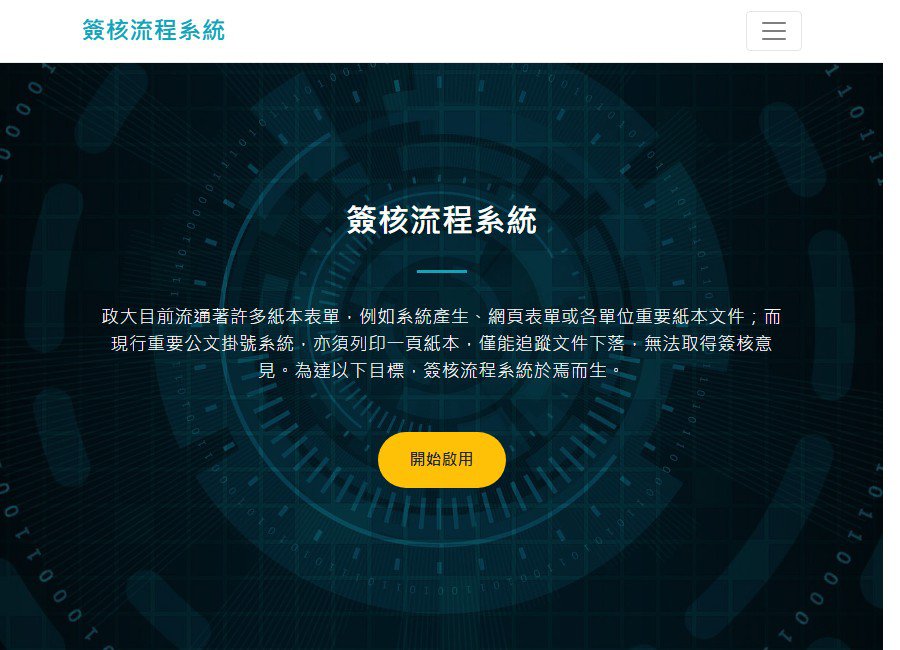 簽核流程系統
簽核流程系統
政大目前流通著許多紙本表單，例如系統產生、網頁表單或各單位重要紙本文件；而
現行重要公文掛號系統，亦須列印一頁紙本，僅能追蹤文件下落，無法取得簽核意
見。為達以下目標，簽核流程系統於焉而生。
開始啟用